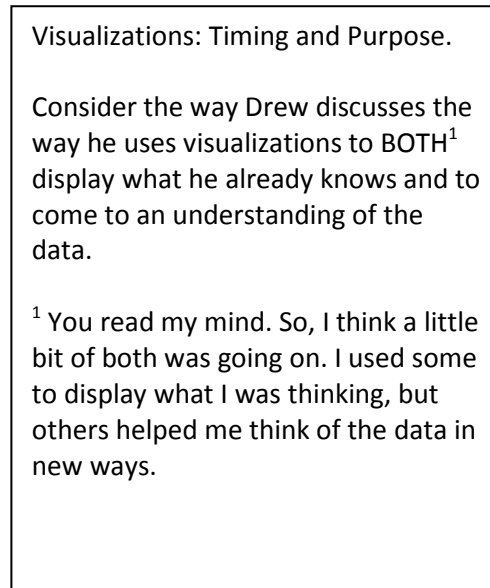 Visualizations: Timing and Purpose.
Consider the way Drew discusses the
way he uses visualizations to BOTH¹
display what he already knows and to
come to an understanding of the
data.
¹ You read my mind. So, I think a little
bit of both was going on. I used some
to display what I was thinking, but
others helped me think of the data in
new ways.